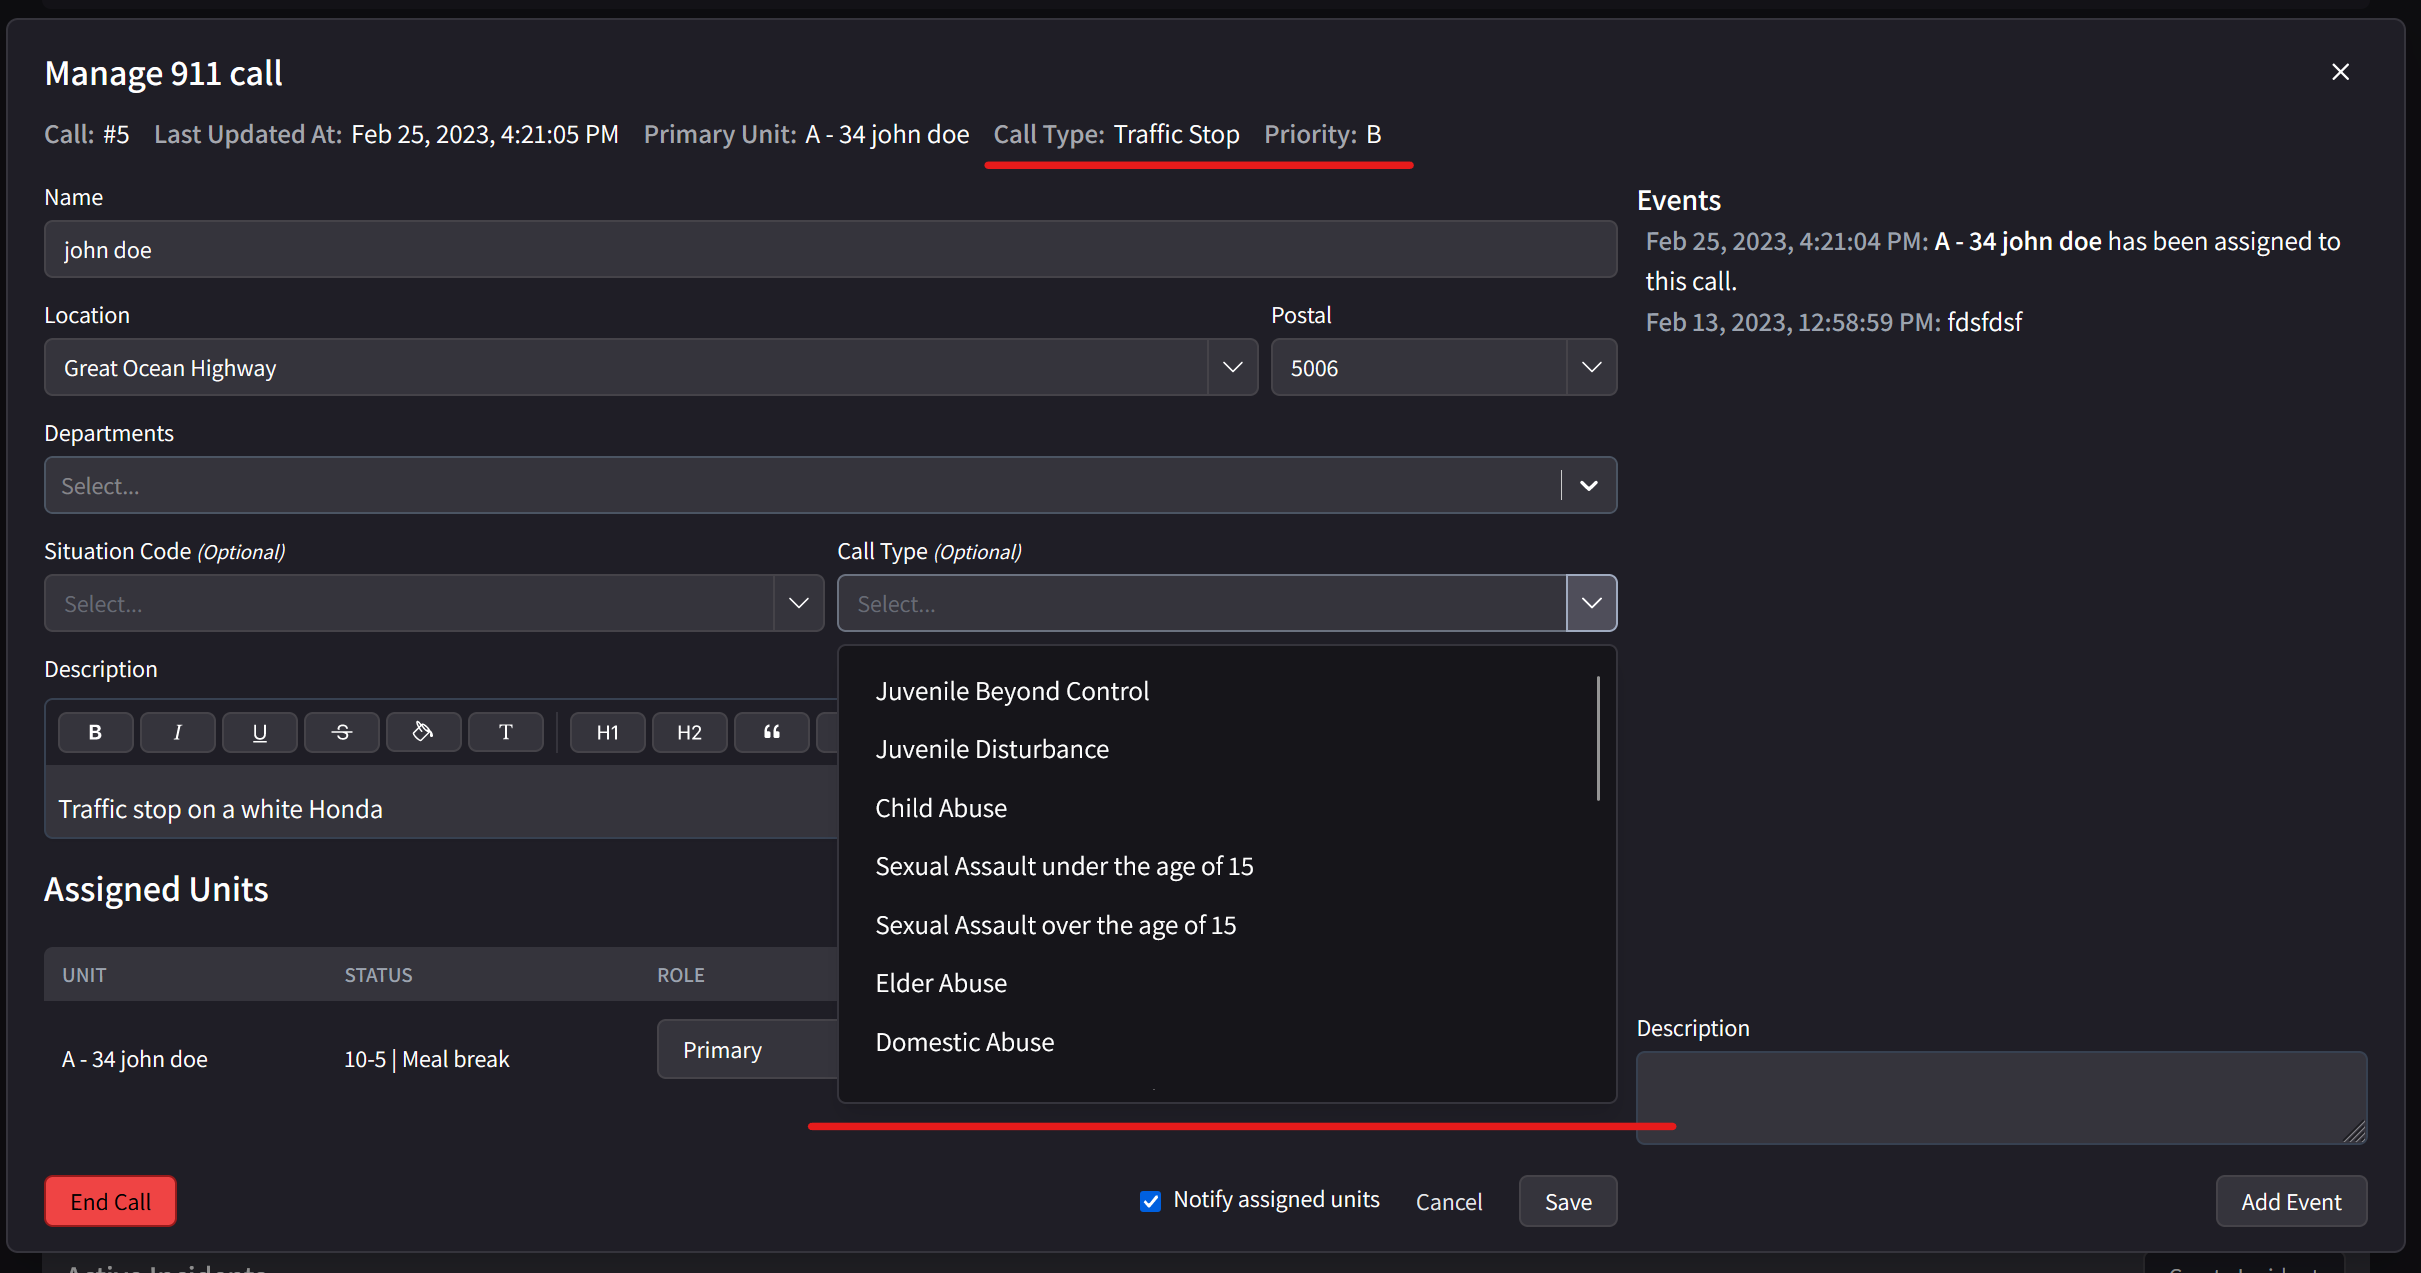 Manage 911 call
Call: #5 Last Updated At: Feb 25, 2023, 4:21:05 PM Primary Unit: A - 34 john doe Call Type: Traffic Stop Priority: B
Name
john doe
Location
Postal
Great Ocean Highway
5006
Departments
Select...
Situation Code (Optional)
Call Type (Optional)
Select...
Select...
Juvenile Beyond Control
Juvenile Disturbance
Child Abuse
Sexual Assault under the age of 15
Sexual Assault over the age of 15
Elder Abuse
Domestic Abuse
Description
B I U S T H1 H2 “
Traffic stop on a white Honda
Assigned Units
UNIT STATUS ROLE
A - 34 john doe 10-5 | Meal break Primary
End Call
Notify assigned units
Cancel
Save
Events
Feb 25, 2023, 4:21:04 PM: A - 34 john doe has been assigned to
this call.
Feb 13, 2023, 12:58:59 PM: fdsfdsf
Description
Add Event
Active Incidents